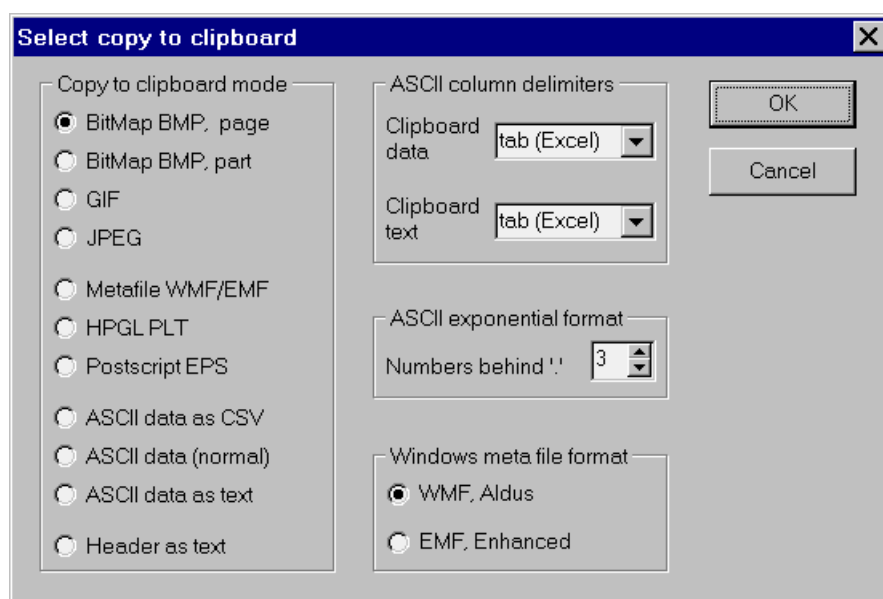 Select copy to clipboard
Copy to clipboard mode
BitMap BMP, page
BitMap BMP, part
GIF
JPEG
Metafile WMF/EMF
HPGL PLT
Postscript EPS
ASCII data as CSV
ASCII data (normal)
ASCII data as text
Header as text
ASCII column delimiters
Clipboard
data
tab (Excel)
Clipboard
text
tab (Excel)
ASCII exponential format
Numbers behind '.'
3
Windows meta file format
WMF, Aldus
EMF, Enhanced
OK
Cancel